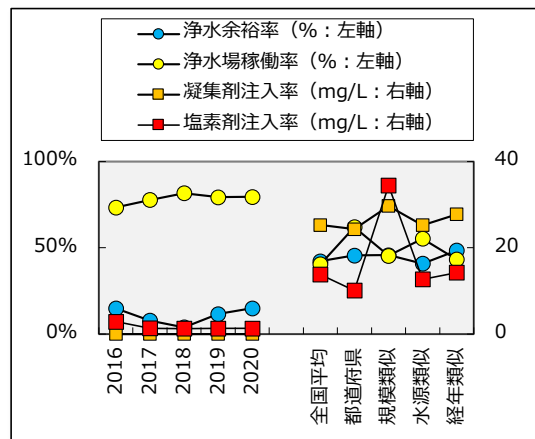 浄水余裕率（%：左軸）
浄水場稼働率（%：左軸）
凝集剤注入率（mg/L：右軸）
塩素剤注入率（mg/L：右軸）
100% 40
50% 20
0% 0
2016 2017 2018 2019 2020 全国平均 都道府県 規模類似 水源類似 経年類似